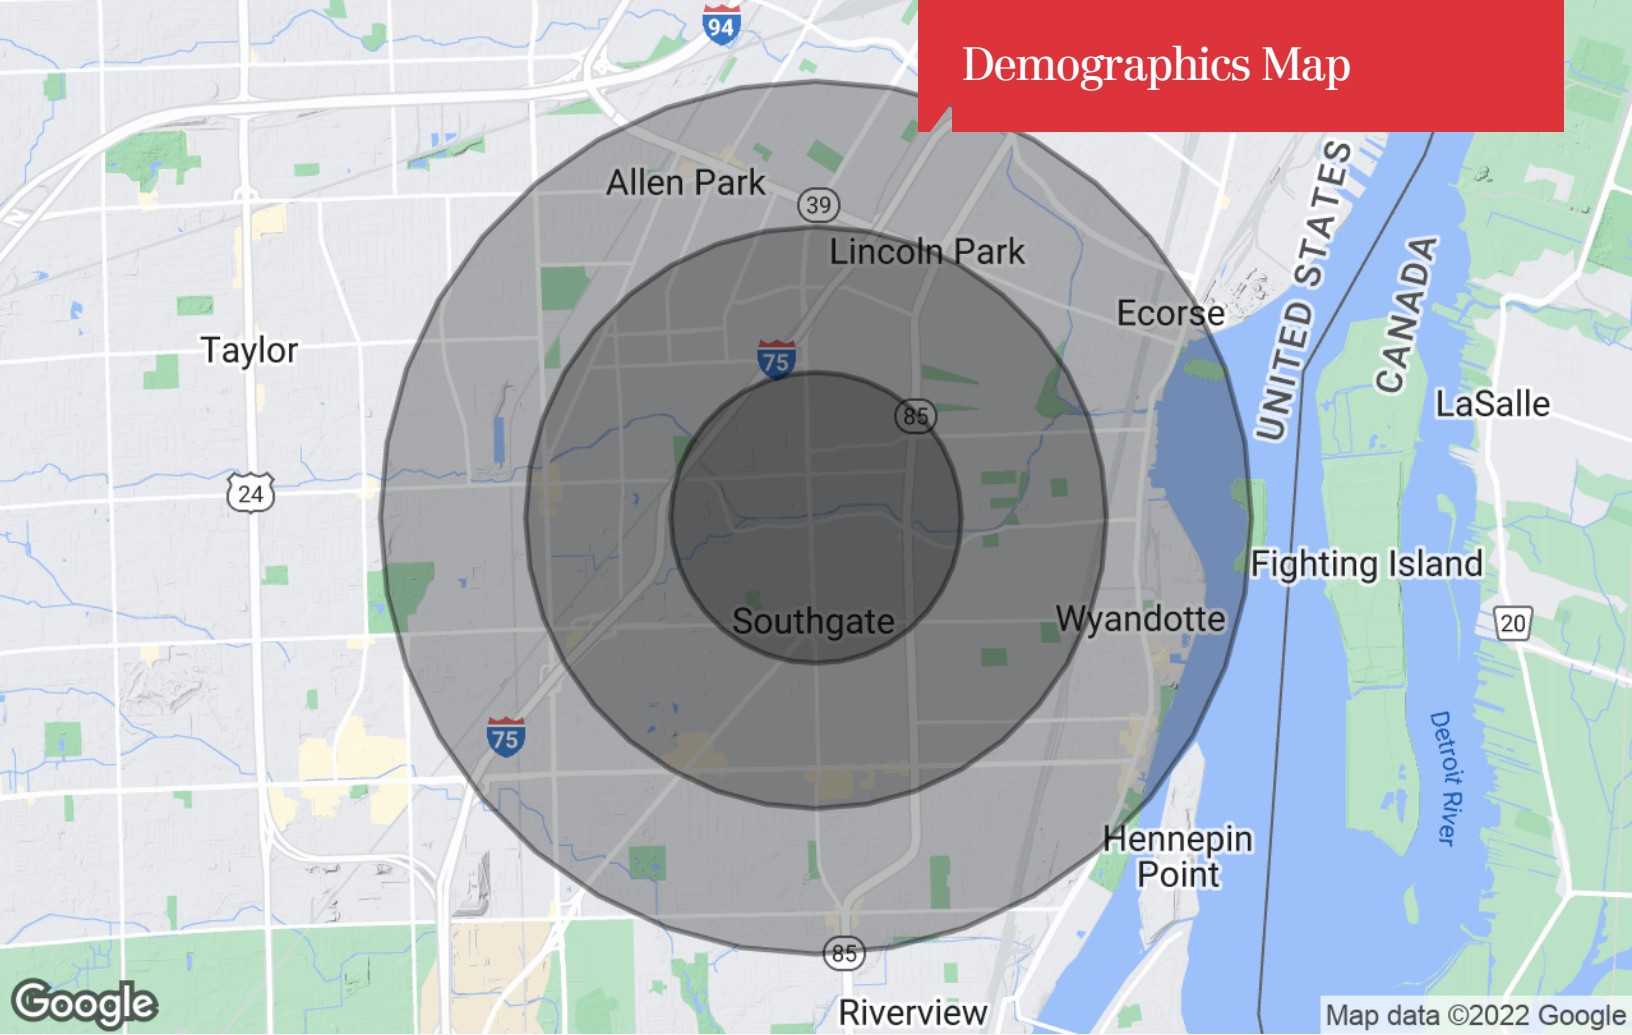 94
Demographics Map
Allen Park
39
Lincoln Park
UNITED STATES
CANADA
Ecorse
Taylor
75
LaSalle
85
24
Fighting Island
Southgate
Wyandotte
20
75
Detroit River
Hennepin
Point
85
Google
Riverview
Map data ©2022 Google